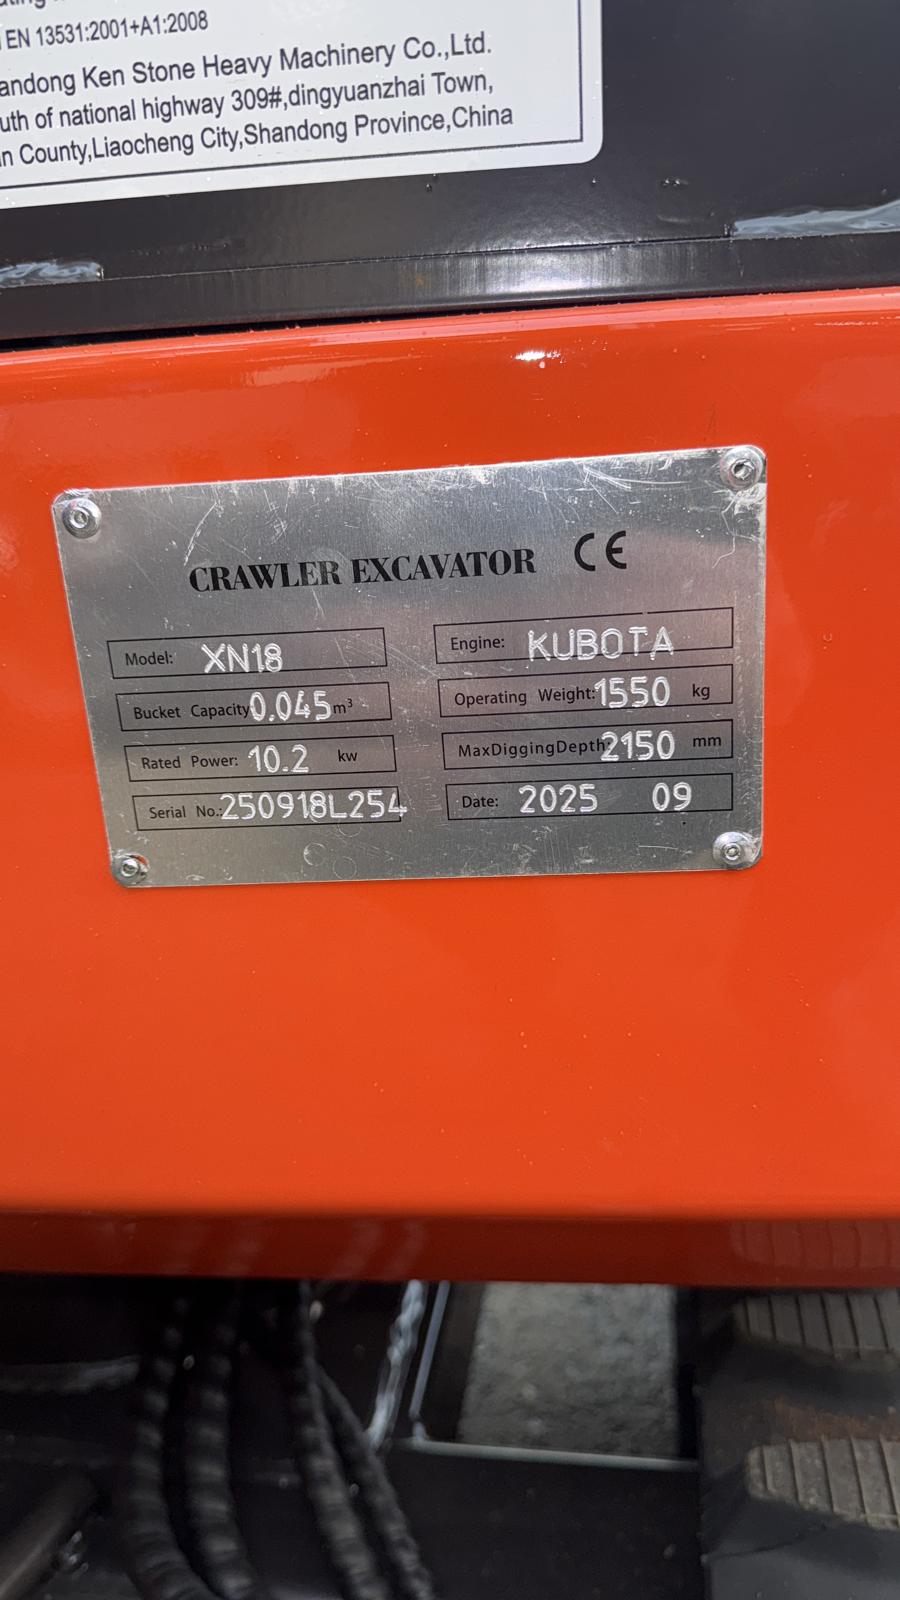 EN 13531:2001+A1:2008
Ken Stone Heavy Machinery Co.,Ltd.
of national highway 309#,dingyuanzhai Town,
County,Liaocheng City,Shandong Province,China
CRAWLER EXCAVATOR CE
Model: XN18
Engine: KUBOTA
Bucket Capacity 0.045 m³
Operating Weight: 1550 kg
Rated Power: 10.2 kw
MaxDiggingDepth: 2150 mm
Serial No.: 250918L254
Date: 2025 09